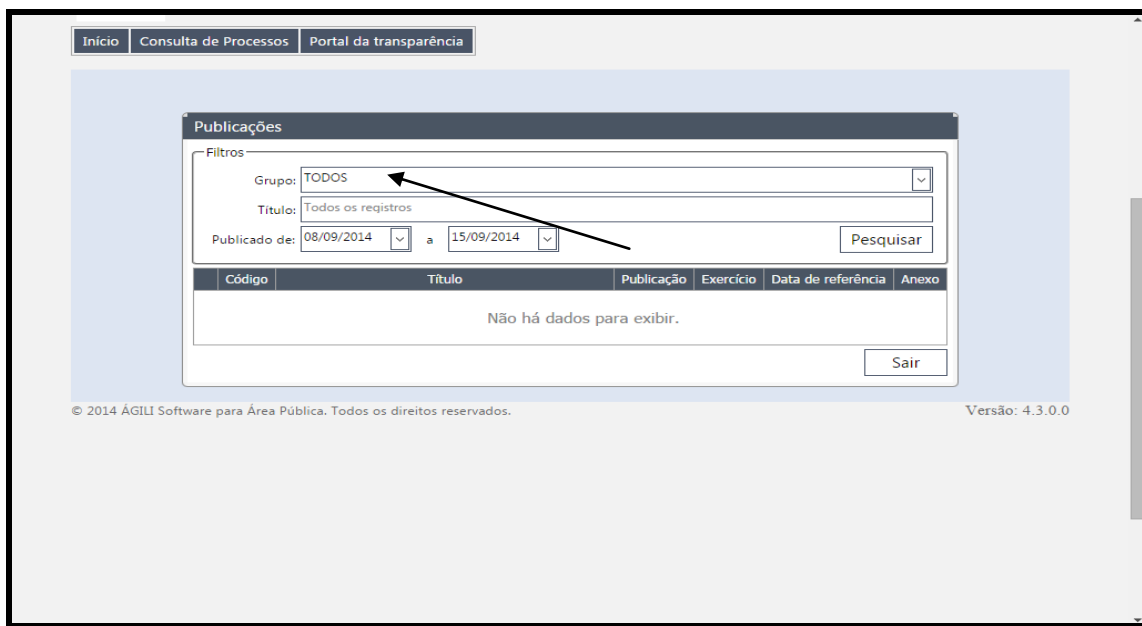 Início Consulta de Processos Portal da transparência
Publicações
Filtros
Grupo: TODOS
Título: Todos os registros
Publicado de: 08/09/2014 a 15/09/2014 Pesquisar
Código Título Publicação Exercício Data de referência Anexo
Não há dados para exibir.
Sair
© 2014 ÁGILI Software para Área Pública. Todos os direitos reservados. Versão: 4.3.0.0